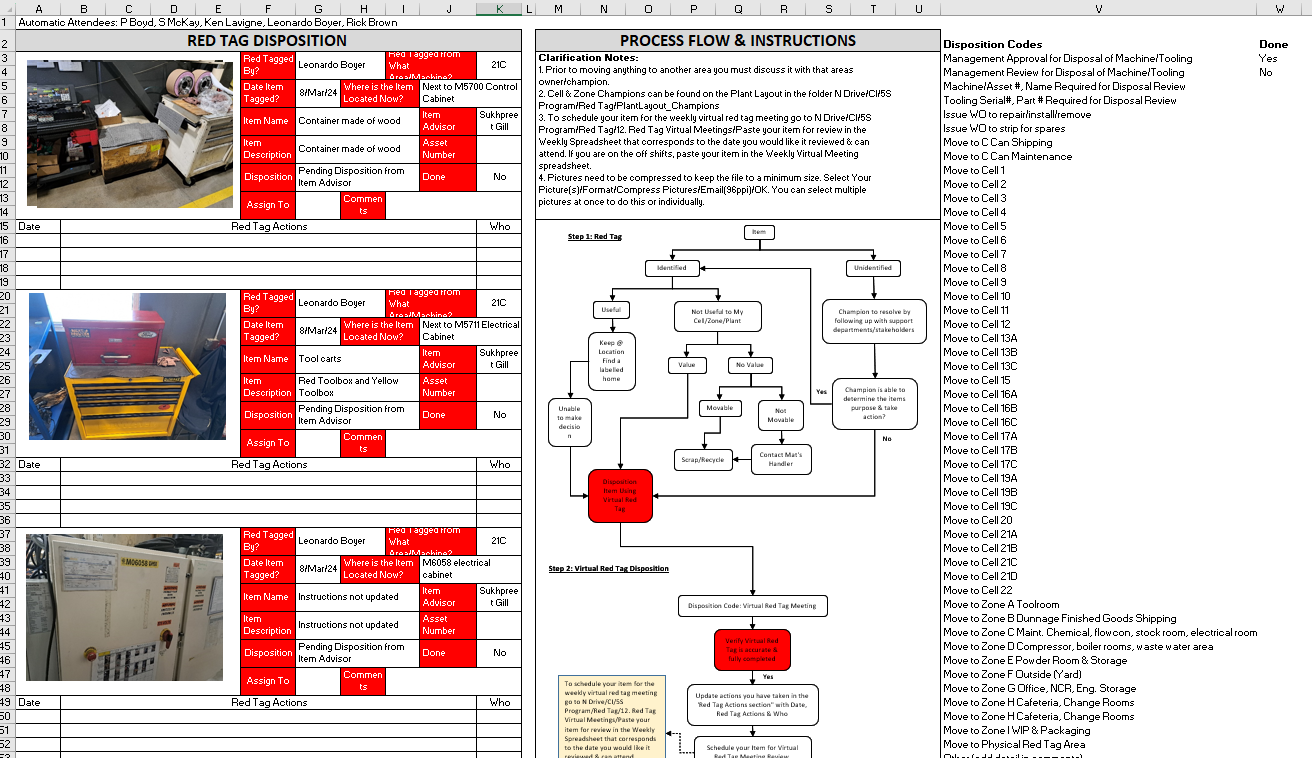 A B C D E F G H I J K L M N O P Q R S T U V W
1 Automatic Attendees: P Boyd, S McKay, Ken Lavigne, Leonardo Boyer, Rick Brown
RED TAG DISPOSITION
Red Tagged By?
Leonardo Boyer
Red Tagged from What Area/Machine?
21C
Date Item Tagged?
8/Mar/24
Where is the Item Located Now?
Next to M5700 Control Cabinet
Item Name
Container made of wood
Item Advisor
Sukhpree
t Gill
Item Description
Container made of wood
Asset Number
Disposition
Pending Disposition from Item Advisor
Done
No
Assign To
Commen
ts
Date
Red Tag Actions
Who
Red Tagged By?
Leonardo Boyer
Red Tagged from What Area/Machine?
21C
Date Item Tagged?
8/Mar/24
Where is the Item Located Now?
Next to M5711 Electrical Cabinet
Item Name
Tool carts
Item Advisor
Sukhpree
t Gill
Item Description
Red Toolbox and Yellow Toolbox
Asset Number
Disposition
Pending Disposition from Item Advisor
Done
No
Assign To
Commen
ts
Date
Red Tag Actions
Who
M06058
Red Tagged By?
Leonardo Boyer
Red Tagged from What Area/Machine?
21C
Date Item Tagged?
8/Mar/24
Where is the Item Located Now?
M6058 electrical cabinet
Item Name
Instructions not updated
Item Advisor
Sukhpree
t Gill
Item Description
Instructions not updated
Asset Number
Disposition
Pending Disposition from Item Advisor
Done
No
Assign To
Commen
ts
Date
Red Tag Actions
Who
PROCESS FLOW & INSTRUCTIONS
Clarification Notes:
1. Prior to moving anything to another area you must discuss it with that areas
owner/champion.
2. Cell & Zone Champions can be found on the Plant Layout in the folder N Drive/CI/5S
Program/Red Tag/PlantLayout_Champions
3. To schedule your item for the weekly virtual red tag meeting go to N Drive/CI/5S
Program/Red Tag/12. Red Tag Virtual Meetings/Paste your item for review in the
Weekly Spreadsheet that corresponds to the date you would like it reviewed & can
attend. If you are on the off shifts, paste your item in the Weekly Virtual Meeting
spreadsheet.
4. Pictures need to be compressed to keep the file to a minimum size. Select Your
Picture(s)/Format/Compress Pictures/Email(96ppi)/OK. You can select multiple
pictures at once to do this or individually.
Step 1: Red Tag
Item
Identified
Unidentified
Useful
Not Useful to My
Cell/Zone/Plant
Champion to resolve by
following up with support
departments/stakeholders
Keep @
Location
Find a
labelled
home
Value
No Value
Yes
Champion is able to
determine the items
purpose & take
action?
Unable
to make
decisio
n
Movable
Not
Movable
No
Scrap/Recycle
Contact Mat's
Handler
Disposition
Item Using
Virtual Red
Tag
Step 2: Virtual Red Tag Disposition
Disposition Code: Virtual Red Tag Meeting
Verify Virtual Red
Tag is accurate &
fully completed
Yes
Update actions you have taken in the
"Red Tag Actions section" with Date,
Red Tag Actions & Who
To schedule your item for the
weekly virtual red tag meeting
go to N Drive/CI/5S
Program/Red Tag/12. Red Tag
Virtual Meetings/Paste your
item for review in the Weekly
Spreadsheet that corresponds
to the date you would like it
reviewed & can attend.
Schedule your Item for Virtual
Red Tag Meeting Review
Disposition Codes
Done
Management Approval for Disposal of Machine/Tooling
Yes
Management Review for Disposal of Machine/Tooling
No
Machine/Asset #, Name Required for Disposal Review
Tooling Serial#, Part # Required for Disposal Review
Issue WO to repair/install/remove
Issue WO to strip for spares
Move to C Can Shipping
Move to C Can Maintenance
Move to Cell 1
Move to Cell 2
Move to Cell 3
Move to Cell 4
Move to Cell 5
Move to Cell 6
Move to Cell 7
Move to Cell 8
Move to Cell 9
Move to Cell 10
Move to Cell 11
Move to Cell 12
Move to Cell 13A
Move to Cell 13B
Move to Cell 13C
Move to Cell 15
Move to Cell 16A
Move to Cell 16B
Move to Cell 16C
Move to Cell 17A
Move to Cell 17B
Move to Cell 17C
Move to Cell 19A
Move to Cell 19B
Move to Cell 19C
Move to Cell 20
Move to Cell 21A
Move to Cell 21B
Move to Cell 21C
Move to Cell 21D
Move to Cell 22
Move to Zone A Toolroom
Move to Zone B Dunnage Finished Goods Shipping
Move to Zone C Maint. Chemical, flowcon, stock room, electrical room
Move to Zone D Compressor, boiler rooms, waste water area
Move to Zone E Powder Room & Storage
Move to Zone F Outside (Yard)
Move to Zone G Office, NCR, Eng. Storage
Move to Zone H Cafeteria, Change Rooms
Move to Zone H Cafeteria, Change Rooms
Move to Zone I WIP & Packaging
Move to Physical Red Tag Area
Other (add detail in comments)